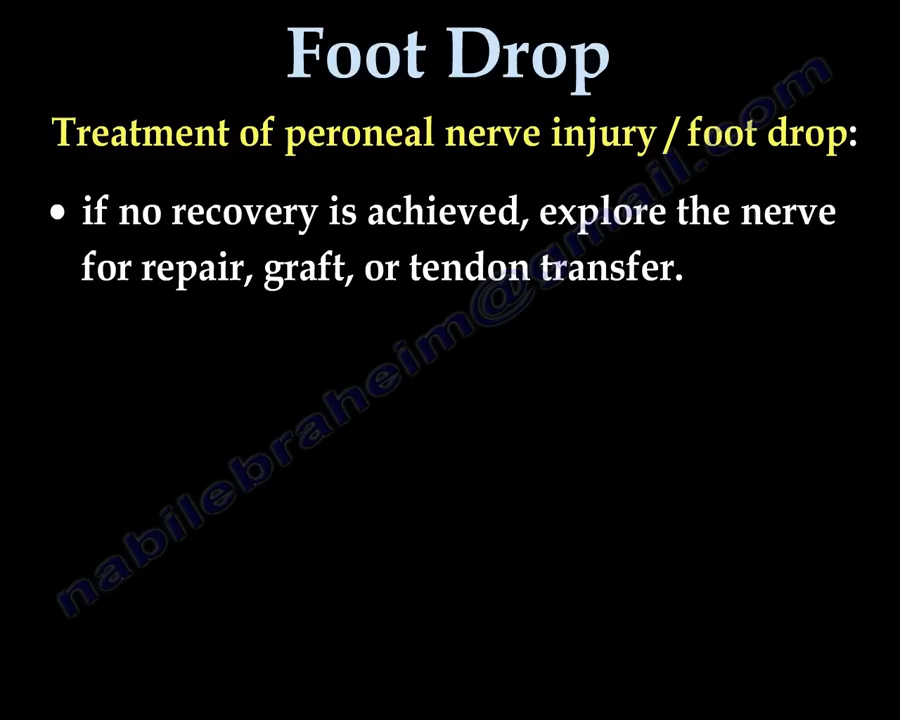 Foot Drop
Treatment of peroneal nerve injury / foot drop:
• if no recovery is achieved, explore the nerve
for repair, graft, or tendon transfer.
nabilebraheim@gmail.com